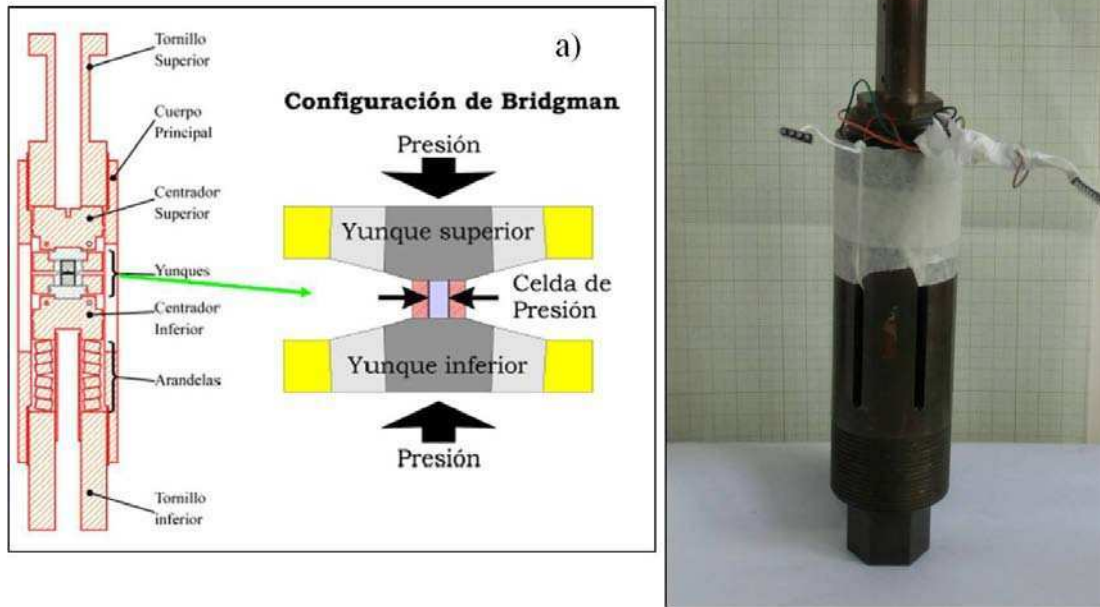 Tornillo
Superior
Cuerpo
Principal
Centrador
Superior
Yunques
Centrador
Inferior
Arandelas
Tornillo
inferior
a)
Configuración de Bridgman
Presión
Yunque superior
Celda de
Presión
Yunque inferior
Presión